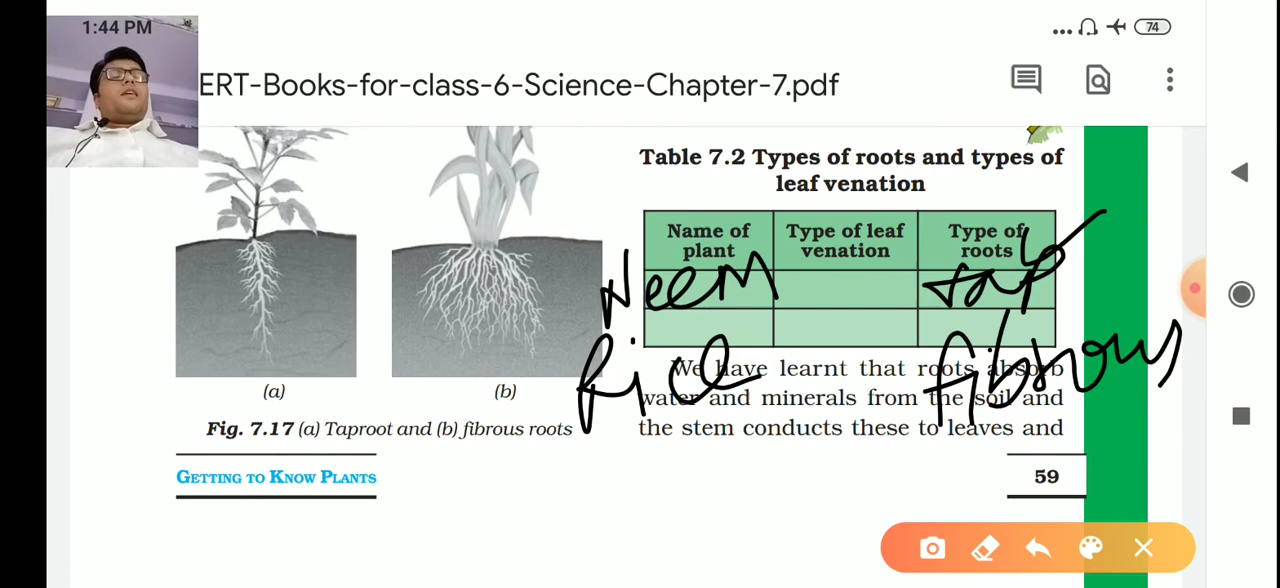 1:44 PM
74
ERT-Books-for-class-6-Science-Chapter-7.pdf
Table 7.2 Types of roots and types of
leaf venation
Name of plant
Type of leaf venation
Type of roots
Neem
tap
Rice
fibrous
We have learnt that roots absorb
water and minerals from the soil and
the stem conducts these to leaves and
(a)
(b)
Fig. 7.17 (a) Taproot and (b) fibrous roots
GETTING TO KNOW PLANTS
59